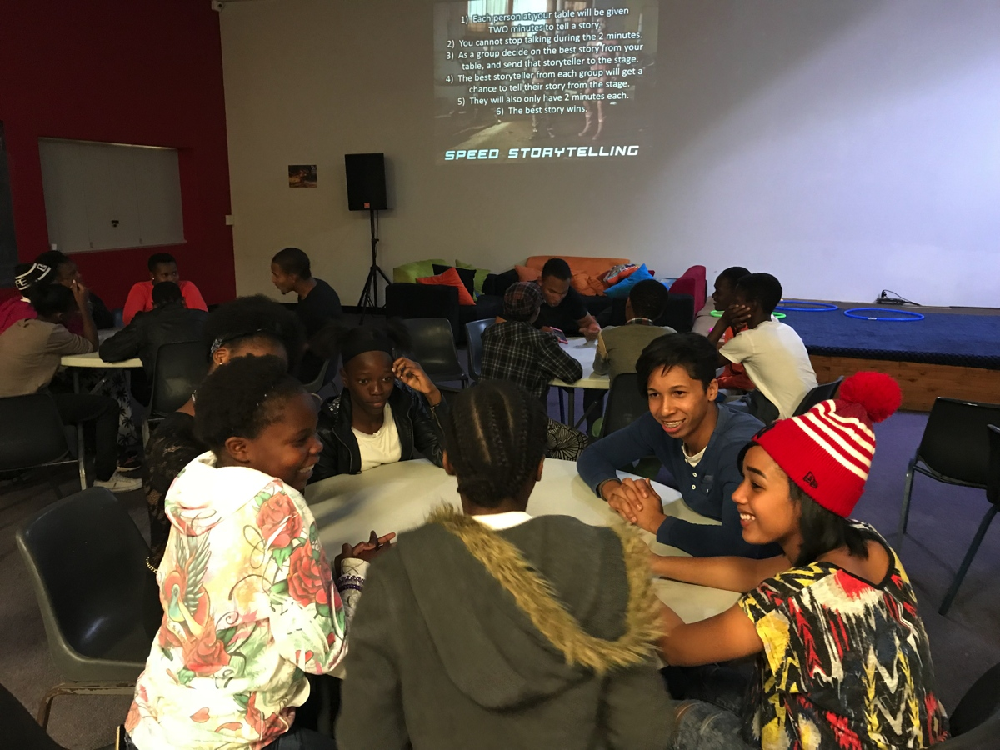 1) Each person at your table will be given
TWO minutes to tell a story.
2) You cannot stop talking during the 2 minutes.
3) As a group decide on the best story from your
table, and send that storyteller to the stage.
4) The best storyteller from each group will get a
chance to tell their story from the stage.
5) They will also only have 2 minutes each.
6) The best story wins.
SPEED STORYTELLING